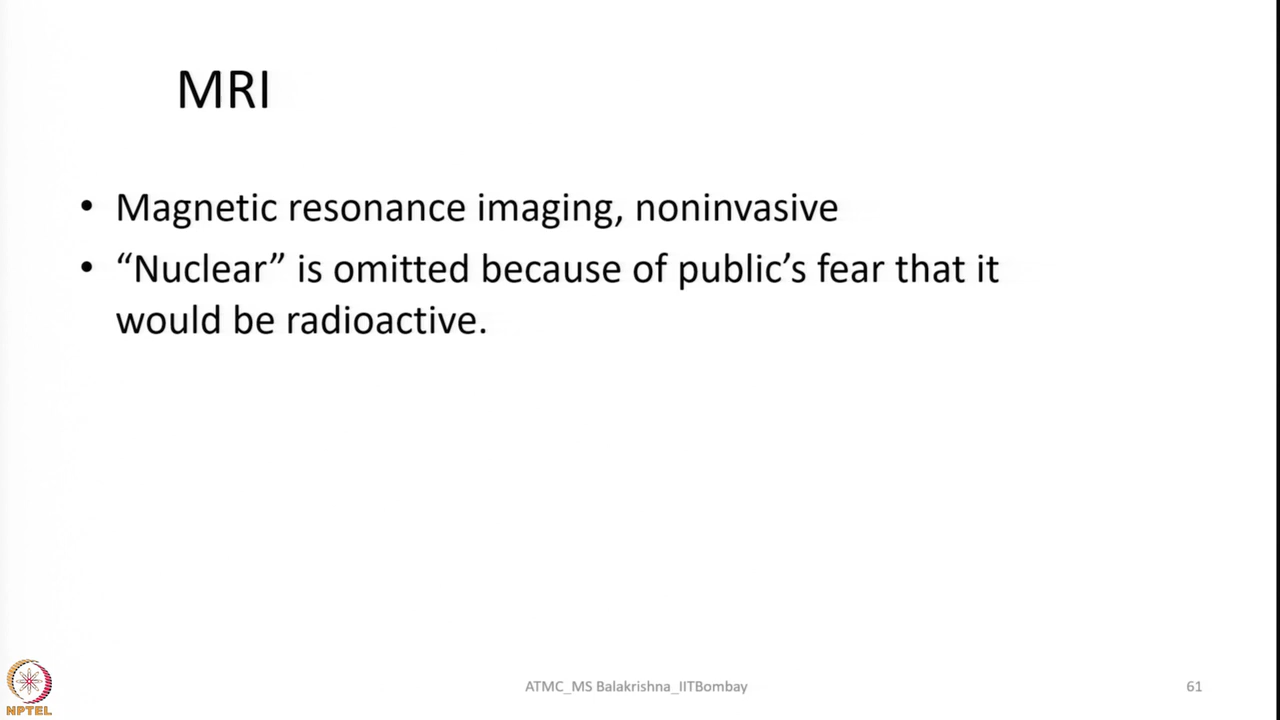 MRI
• Magnetic resonance imaging, noninvasive
• “Nuclear” is omitted because of public’s fear that it
would be radioactive.
NPTEL
ATMC_MS Balakrishna_IITBombay
61